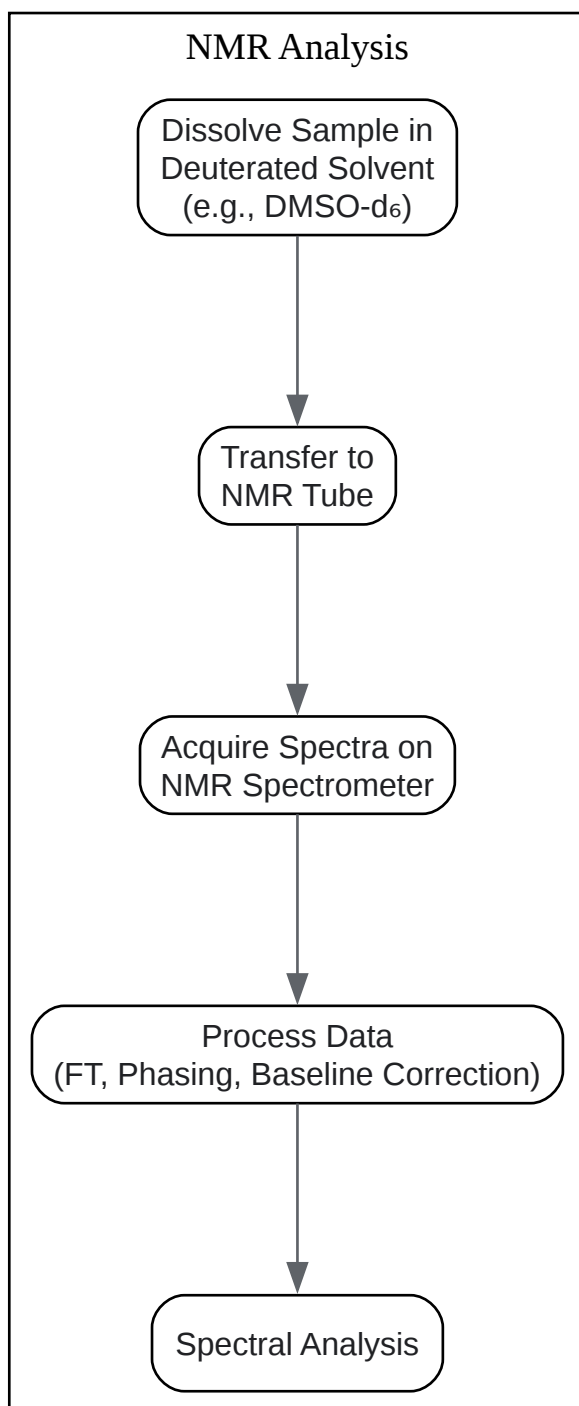 NMR Analysis
Dissolve Sample in
Deuterated Solvent
(e.g., DMSO-d₆)
Transfer to
NMR Tube
Acquire Spectra on
NMR Spectrometer
Process Data
(FT, Phasing, Baseline Correction)
Spectral Analysis